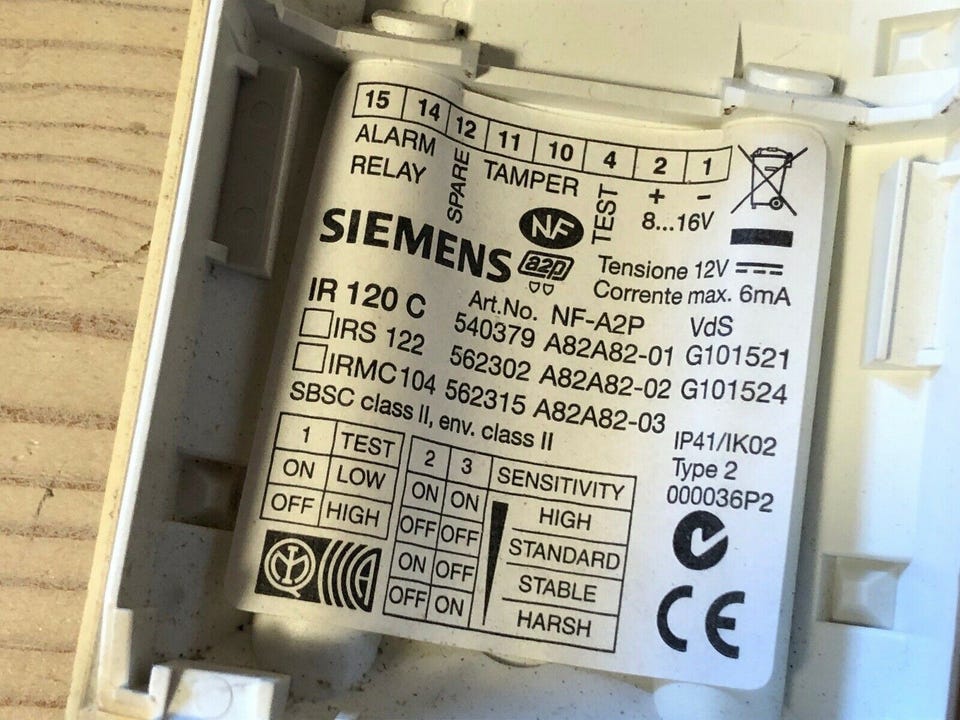 15 14 12 11 10 4 2 1
ALARM RELAY
SPARE
TAMPER
TEST
+ −
8...16V
SIEMENS
NF
a2p
Tensione 12V
Corrente max. 6mA
Art.No. NF-A2P VdS
IR 120 C 540379 A82A82-01 G101521
IRS 122 562302 A82A82-02 G101524
IRMC104 562315 A82A82-03
SBSC class II, env. class II
IP41/IK02
Type 2
000036P2
1 TEST
ON LOW
OFF HIGH
2 3 SENSITIVITY
ON ON HIGH
OFF OFF STANDARD
ON OFF STABLE
OFF ON HARSH
CE